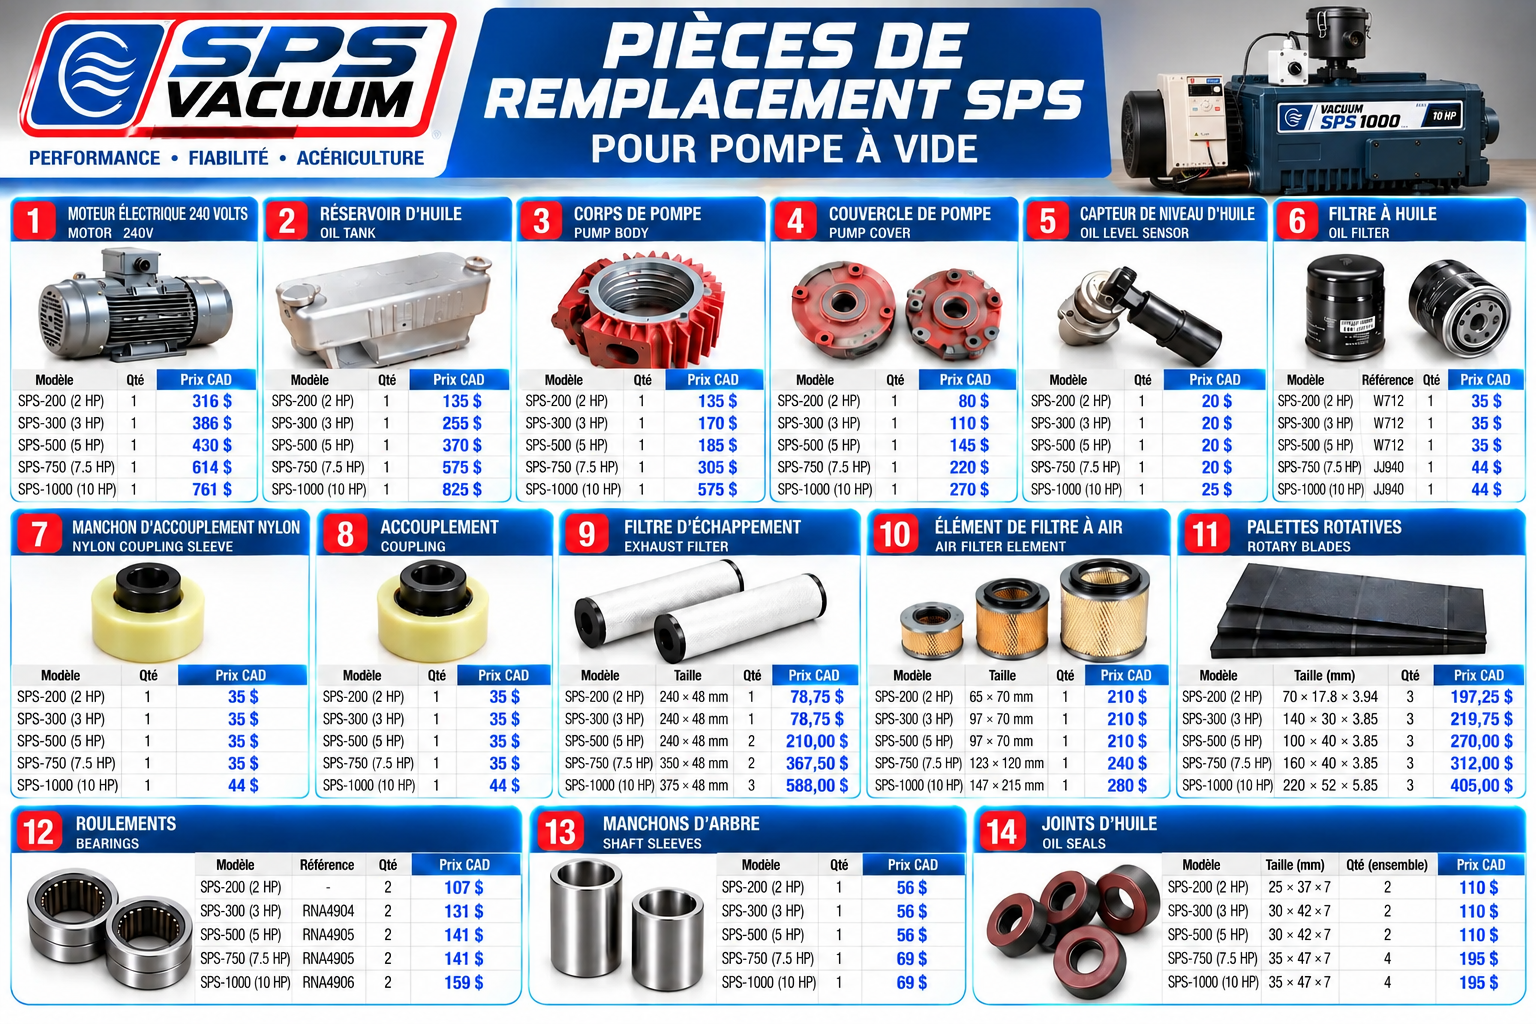 SPS
VACUUM
PERFORMANCE • FIABILITÉ • ACÉRICULTURE
PIÈCES DE
REMPLACEMENT SPS
POUR POMPE À VIDE
VACUUM
SPS 1000
10 HP
1 MOTEUR ÉLECTRIQUE 240 VOLTS
MOTOR 240V
Modèle Qté Prix CAD
SPS-200 (2 HP) 1 316 $
SPS-300 (3 HP) 1 386 $
SPS-500 (5 HP) 1 430 $
SPS-750 (7.5 HP) 1 614 $
SPS-1000 (10 HP) 1 761 $
2 RÉSERVOIR D'HUILE
OIL TANK
Modèle Qté Prix CAD
SPS-200 (2 HP) 1 135 $
SPS-300 (3 HP) 1 255 $
SPS-500 (5 HP) 1 370 $
SPS-750 (7.5 HP) 1 575 $
SPS-1000 (10 HP) 1 825 $
3 CORPS DE POMPE
PUMP BODY
Modèle Qté Prix CAD
SPS-200 (2 HP) 1 135 $
SPS-300 (3 HP) 1 170 $
SPS-500 (5 HP) 1 185 $
SPS-750 (7.5 HP) 1 305 $
SPS-1000 (10 HP) 1 575 $
4 COUVERCLE DE POMPE
PUMP COVER
Modèle Qté Prix CAD
SPS-200 (2 HP) 1 80 $
SPS-300 (3 HP) 1 110 $
SPS-500 (5 HP) 1 145 $
SPS-750 (7.5 HP) 1 220 $
SPS-1000 (10 HP) 1 270 $
5 CAPTEUR DE NIVEAU D'HUILE
OIL LEVEL SENSOR
Modèle Qté Prix CAD
SPS-200 (2 HP) 1 20 $
SPS-300 (3 HP) 1 20 $
SPS-500 (5 HP) 1 20 $
SPS-750 (7.5 HP) 1 20 $
SPS-1000 (10 HP) 1 25 $
6 FILTRE À HUILE
OIL FILTER
Modèle Référence Qté Prix CAD
SPS-200 (2 HP) W712 1 35 $
SPS-300 (3 HP) W712 1 35 $
SPS-500 (5 HP) W712 1 35 $
SPS-750 (7.5 HP) JJ940 1 44 $
SPS-1000 (10 HP) JJ940 1 44 $
7 MANCHON D'ACCOUPLEMENT NYLON
NYLON COUPLING SLEEVE
Modèle Qté Prix CAD
SPS-200 (2 HP) 1 35 $
SPS-300 (3 HP) 1 35 $
SPS-500 (5 HP) 1 35 $
SPS-750 (7.5 HP) 1 35 $
SPS-1000 (10 HP) 1 44 $
8 ACCOUPLEMENT
COUPLING
Modèle Qté Prix CAD
SPS-200 (2 HP) 1 35 $
SPS-300 (3 HP) 1 35 $
SPS-500 (5 HP) 1 35 $
SPS-750 (7.5 HP) 1 35 $
SPS-1000 (10 HP) 1 44 $
9 FILTRE D'ÉCHAPPEMENT
EXHAUST FILTER
Modèle Taille Qté Prix CAD
SPS-200 (2 HP) 240 × 48 mm 1 78,75 $
SPS-300 (3 HP) 240 × 48 mm 1 78,75 $
SPS-500 (5 HP) 240 × 48 mm 2 210,00 $
SPS-750 (7.5 HP) 350 × 48 mm 2 367,50 $
SPS-1000 (10 HP) 375 × 48 mm 3 588,00 $
10 ÉLÉMENT DE FILTRE À AIR
AIR FILTER ELEMENT
Modèle Taille Qté Prix CAD
SPS-200 (2 HP) 65 × 70 mm 1 210 $
SPS-300 (3 HP) 97 × 70 mm 1 210 $
SPS-500 (5 HP) 97 × 70 mm 1 210 $
SPS-750 (7.5 HP) 123 × 120 mm 1 240 $
SPS-1000 (10 HP) 147 × 215 mm 1 280 $
11 PALETTES ROTATIVES
ROTARY BLADES
Modèle Taille (mm) Qté Prix CAD
SPS-200 (2 HP) 70 × 17.8 × 3.94 3 197,25 $
SPS-300 (3 HP) 140 × 30 × 3.85 3 219,75 $
SPS-500 (5 HP) 100 × 40 × 3.85 3 270,00 $
SPS-750 (7.5 HP) 160 × 40 × 3.85 3 312,00 $
SPS-1000 (10 HP) 220 × 52 × 5.85 3 405,00 $
12 ROULEMENTS
BEARINGS
Modèle Référence Qté Prix CAD
SPS-200 (2 HP) - 2 107 $
SPS-300 (3 HP) RNA4904 2 131 $
SPS-500 (5 HP) RNA4905 2 141 $
SPS-750 (7.5 HP) RNA4905 2 141 $
SPS-1000 (10 HP) RNA4906 2 159 $
13 MANCHONS D'ARBRE
SHAFT SLEEVES
Modèle Qté Prix CAD
SPS-200 (2 HP) 1 56 $
SPS-300 (3 HP) 1 56 $
SPS-500 (5 HP) 1 56 $
SPS-750 (7.5 HP) 1 69 $
SPS-1000 (10 HP) 1 69 $
14 JOINTS D'HUILE
OIL SEALS
Modèle Taille (mm) Qté (ensemble) Prix CAD
SPS-200 (2 HP) 25 × 37 × 7 2 110 $
SPS-300 (3 HP) 30 × 42 × 7 2 110 $
SPS-500 (5 HP) 30 × 42 × 7 2 110 $
SPS-750 (7.5 HP) 35 × 47 × 7 4 195 $
SPS-1000 (10 HP) 35 × 47 × 7 4 195 $